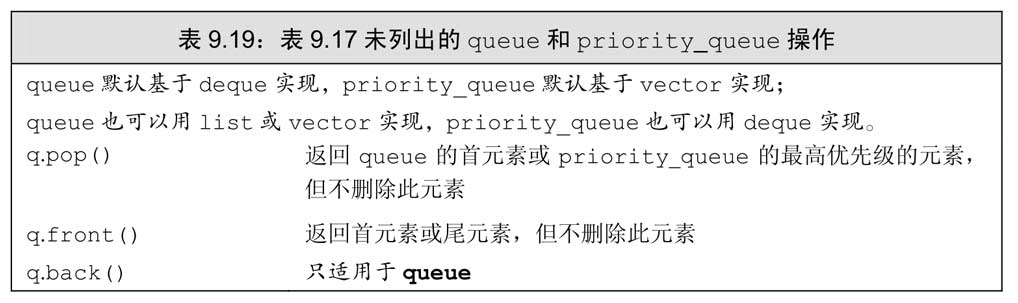 表 9.19：表 9.17 未列出的 queue 和 priority_queue 操作
queue 默认基于 deque 实现，priority_queue 默认基于 vector 实现；
queue 也可以用 list 或 vector 实现，priority_queue 也可以用 deque 实现。
q.pop() 返回 queue 的首元素或 priority_queue 的最高优先级的元素，
但不删除此元素
q.front() 返回首元素或尾元素，但不删除此元素
q.back() 只适用于 queue